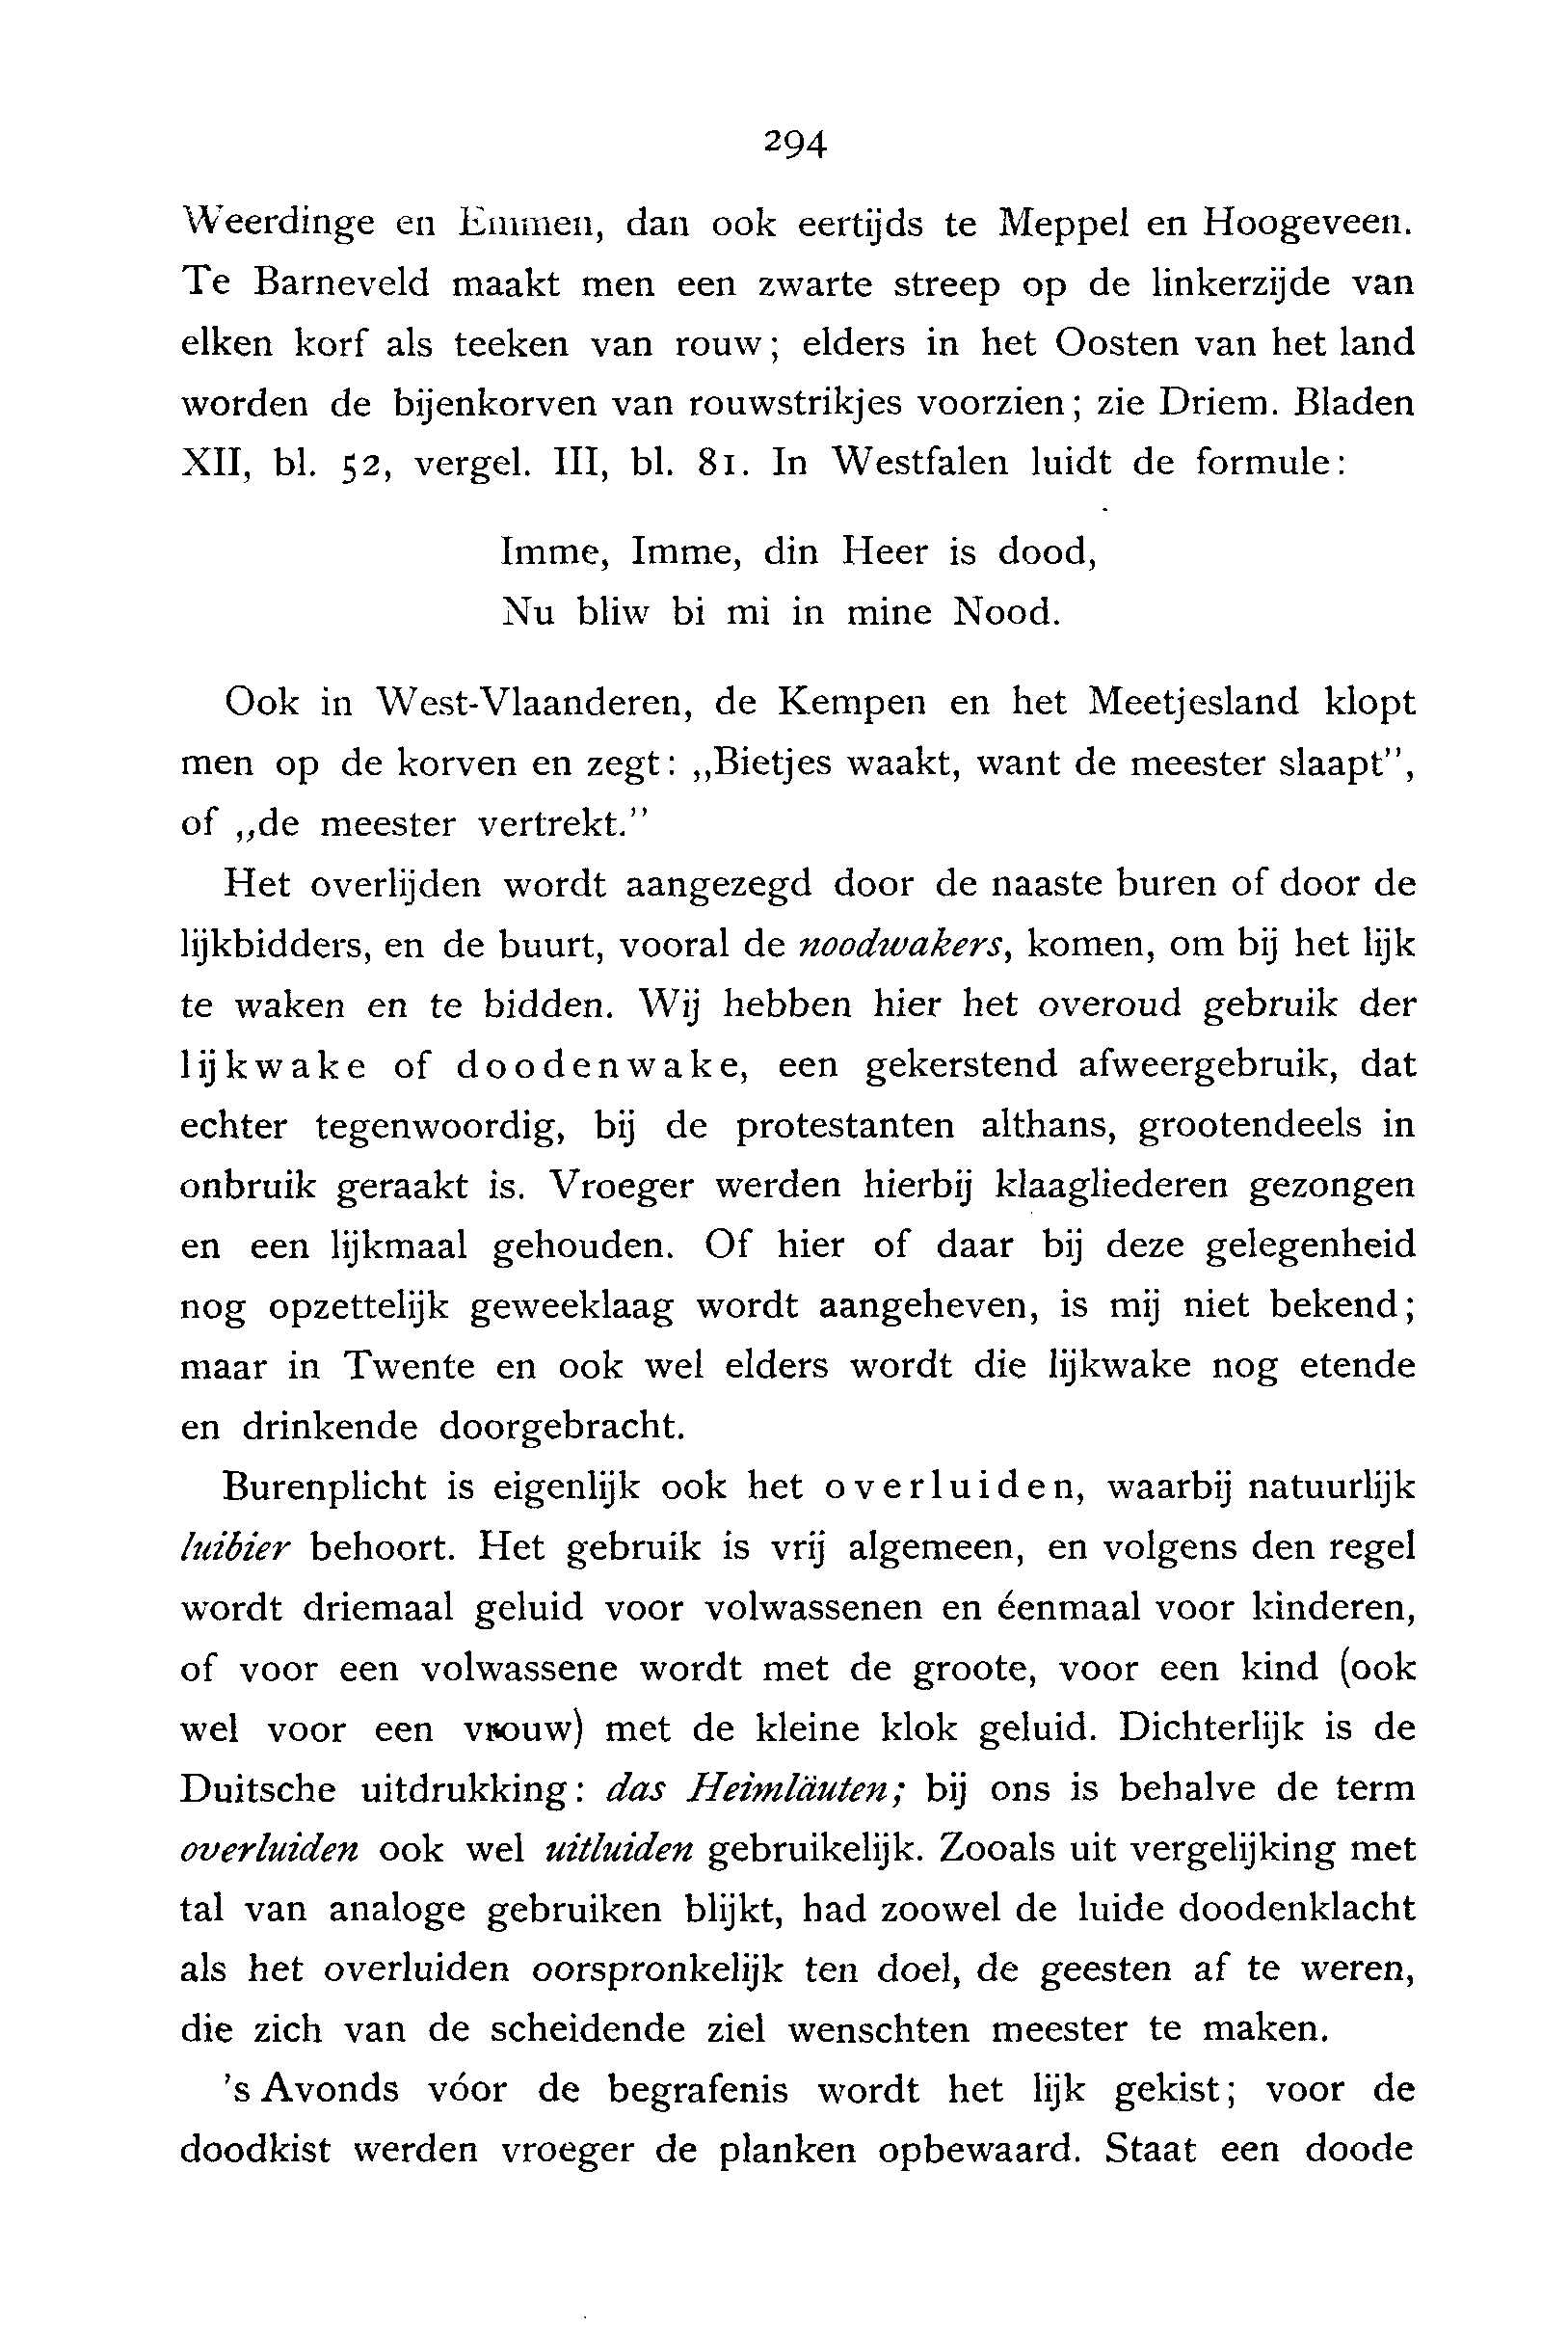 294
Weerdinge en Emmen, dan ook eertijds te Meppel en Hoogeveen.
Te Barneveld maakt men een zwarte streep op de linkerzijde van
elken korf als teeken van rouw; elders in het Oosten van het land
worden de bijenkorven van rouwstrikjes voorzien; zie Driem. Bladen
XII, bl. 52, vergel. III, bl. 81. In Westfalen luidt de formule:
Imme, Imme, din Heer is dood,
Nu bliw bi mi in mine Nood.
Ook in West-Vlaanderen, de Kempen en het Meetjesland klopt
men op de korven en zegt: „Bietjes waakt, want de meester slaapt”,
of „de meester vertrekt.”
Het overlijden wordt aangezegd door de naaste buren of door de
lijkbidders, en de buurt, vooral de noodwakers, komen, om bij het lijk
te waken en te bidden. Wij hebben hier het overoud gebruik der
lijkwake of doodenwake, een gekerstend afweergebruik, dat
echter tegenwoordig, bij de protestanten althans, grootendeels in
onbruik geraakt is. Vroeger werden hierbij klaagliederen gezongen
en een lijkmaal gehouden. Of hier of daar bij deze gelegenheid
nog opzettelijk geweeklaag wordt aangeheven, is mij niet bekend;
maar in Twente en ook wel elders wordt die lijkwake nog etende
en drinkende doorgebracht.
Burenplicht is eigenlijk ook het overluiden, waarbij natuurlijk
luibier behoort. Het gebruik is vrij algemeen, en volgens den regel
wordt driemaal geluid voor volwassenen en éenmaal voor kinderen,
of voor een volwassene wordt met de groote, voor een kind (ook
wel voor een vrouw) met de kleine klok geluid. Dichterlijk is de
Duitsche uitdrukking: das Heimläuten; bij ons is behalve de term
overluiden ook wel uitluiden gebruikelijk. Zooals uit vergelijking met
tal van analoge gebruiken blijkt, had zoowel de luide doodenklacht
als het overluiden oorspronkelijk ten doel, de geesten af te weren,
die zich van de scheidende ziel wenschten meester te maken.
’s Avonds vóor de begrafenis wordt het lijk gekist; voor de
doodkist werden vroeger de planken opbewaard. Staat een doode